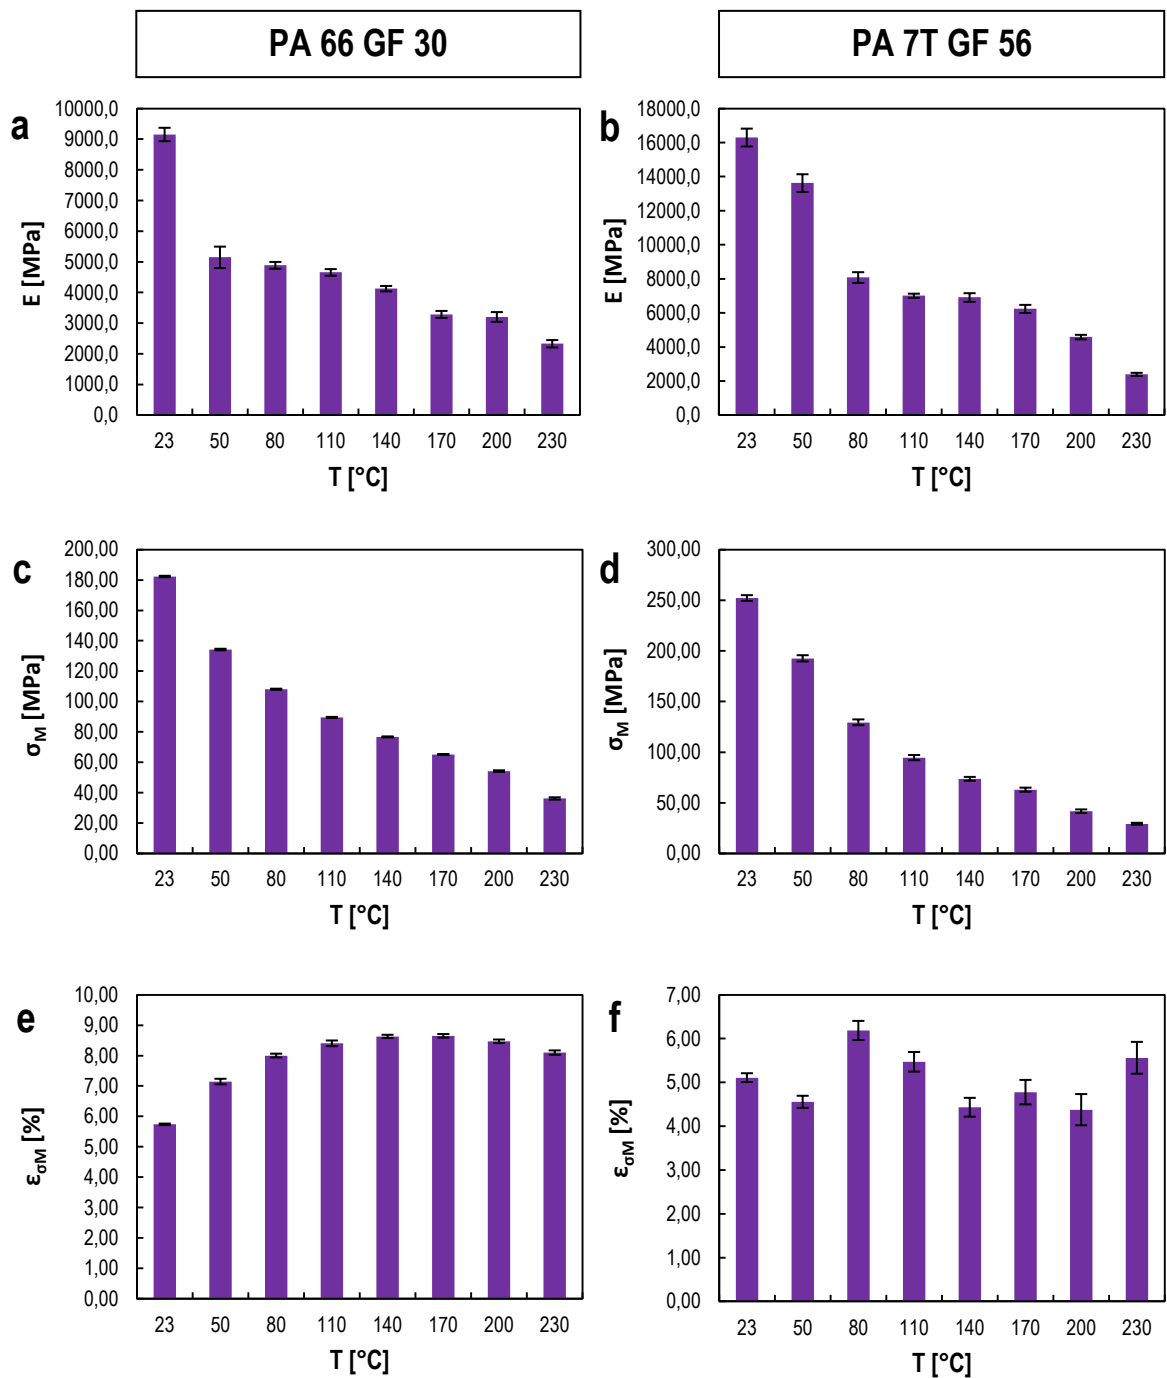 PA 66 GF 30
PA 7T GF 56
a
10000,0
9000,0
8000,0
7000,0
6000,0
5000,0
4000,0
3000,0
2000,0
1000,0
0,0
E [MPa]
23 50 80 110 140 170 200 230
T [°C]
b
18000,0
16000,0
14000,0
12000,0
10000,0
8000,0
6000,0
4000,0
2000,0
0,0
E [MPa]
23 50 80 110 140 170 200 230
T [°C]
c
200,00
180,00
160,00
140,00
120,00
100,00
80,00
60,00
40,00
20,00
0,00
σM [MPa]
23 50 80 110 140 170 200 230
T [°C]
d
300,00
250,00
200,00
150,00
100,00
50,00
0,00
σM [MPa]
23 50 80 110 140 170 200 230
T [°C]
e
10,00
9,00
8,00
7,00
6,00
5,00
4,00
3,00
2,00
1,00
0,00
εσM [%]
23 50 80 110 140 170 200 230
T [°C]
f
7,00
6,00
5,00
4,00
3,00
2,00
1,00
0,00
εσM [%]
23 50 80 110 140 170 200 230
T [°C]